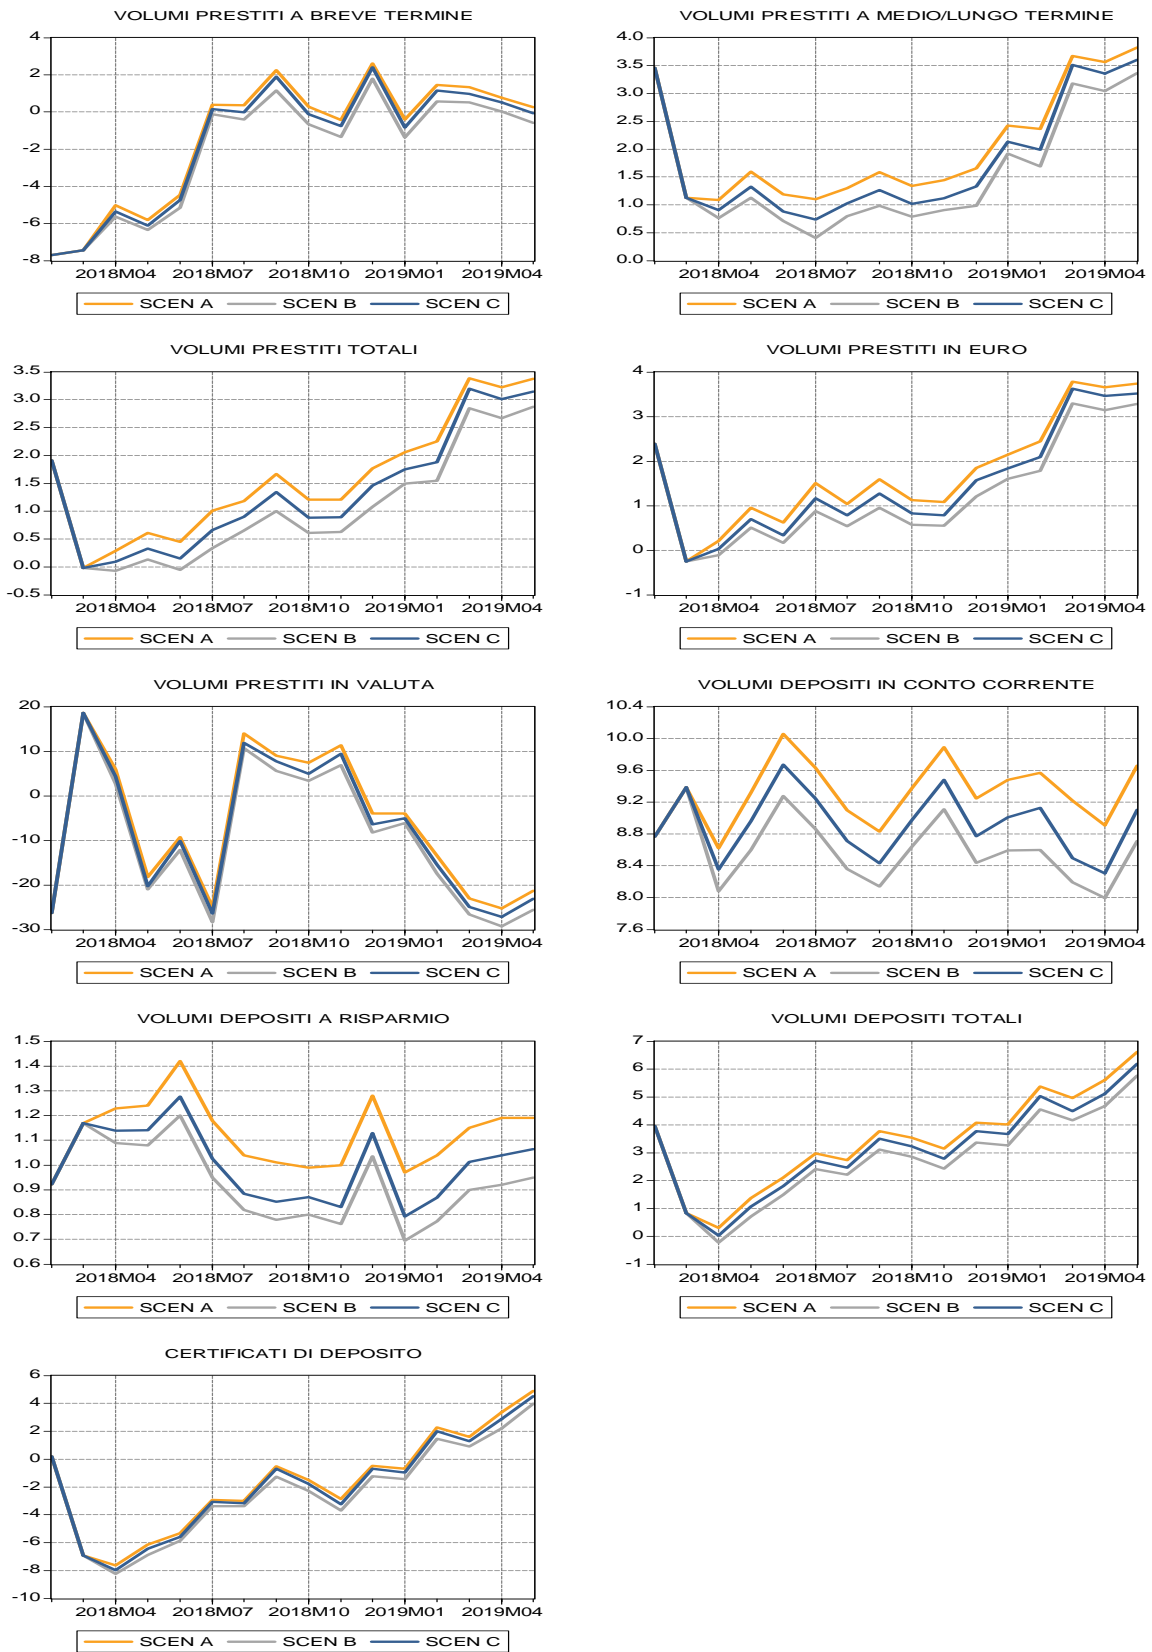 VOLUMI PRESTITI A BREVE TERMINE
4
2
0
-2
-4
-6
-8
2018M04 2018M07 2018M10 2019M01 2019M04
SCEN A SCEN B SCEN C
VOLUMI PRESTITI A MEDIO/LUNGO TERMINE
4.0
3.5
3.0
2.5
2.0
1.5
1.0
0.5
0.0
2018M04 2018M07 2018M10 2019M01 2019M04
SCEN A SCEN B SCEN C
VOLUMI PRESTITI TOTALI
3.5
3.0
2.5
2.0
1.5
1.0
0.5
0.0
-0.5
2018M04 2018M07 2018M10 2019M01 2019M04
SCEN A SCEN B SCEN C
VOLUMI PRESTITI IN EURO
4
3
2
1
0
-1
2018M04 2018M07 2018M10 2019M01 2019M04
SCEN A SCEN B SCEN C
VOLUMI PRESTITI IN VALUTA
20
10
0
-10
-20
-30
2018M04 2018M07 2018M10 2019M01 2019M04
SCEN A SCEN B SCEN C
VOLUMI DEPOSITI IN CONTO CORRENTE
10.4
10.0
9.6
9.2
8.8
8.4
8.0
7.6
2018M04 2018M07 2018M10 2019M01 2019M04
SCEN A SCEN B SCEN C
VOLUMI DEPOSITI A RISPARMIO
1.5
1.4
1.3
1.2
1.1
1.0
0.9
0.8
0.7
0.6
2018M04 2018M07 2018M10 2019M01 2019M04
SCEN A SCEN B SCEN C
VOLUMI DEPOSITI TOTALI
7
6
5
4
3
2
1
0
-1
2018M04 2018M07 2018M10 2019M01 2019M04
SCEN A SCEN B SCEN C
CERTIFICATI DI DEPOSITO
6
4
2
0
-2
-4
-6
-8
-10
2018M04 2018M07 2018M10 2019M01 2019M04
SCEN A SCEN B SCEN C